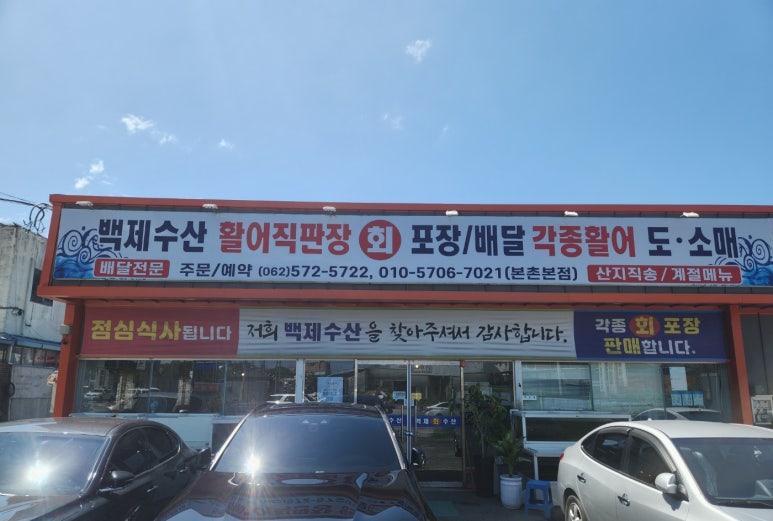 백제수산 활어직판장 회 포장/배달 각종활어 도·소매
배달전문 주문/예약 (062)572-5722, 010-5706-7021(본촌본점) 산지직송/계절메뉴
점심식사됩니다 저희 백제수산을 찾아주셔서 감사합니다. 각종 회 포장
판매합니다.